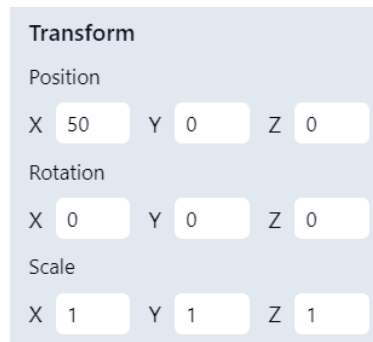 Transform
Position
X 50 Y 0 Z 0
Rotation
X 0 Y 0 Z 0
Scale
X 1 Y 1 Z 1